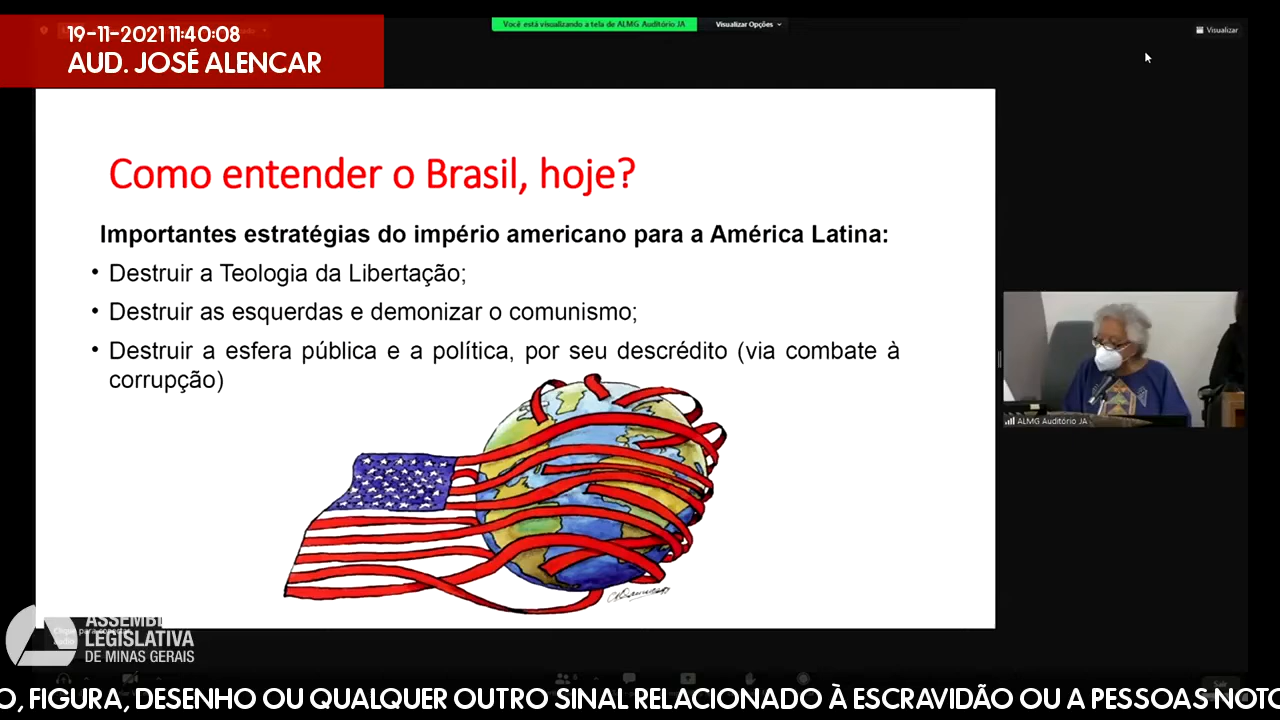 19-11-2021 11:40:08
AUD. JOSÉ ALENCAR
Você está visualizando a tela de ALMG Auditório JA
Visualizar Opções
Visualizar
Como entender o Brasil, hoje?
Importantes estratégias do império americano para a América Latina:
• Destruir a Teologia da Libertação;
• Destruir as esquerdas e demonizar o comunismo;
• Destruir a esfera pública e a política, por seu descrédito (via combate à
corrupção)
ALMG Auditório JA
ASSEMBL
LEGISLATIVA
DE MINAS GERAIS
Sair
O, FIGURA, DESENHO OU QUALQUER OUTRO SINAL RELACIONADO À ESCRAVIDÃO OU A PESSOAS NOTO